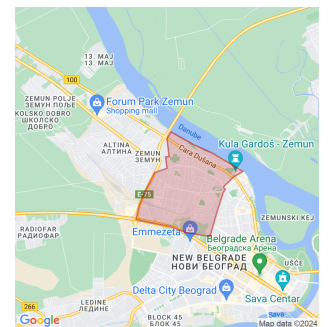 13. MAJ
13. МАЈ
100
ZEMUN POLJE
ЗЕМУН ПОЉЕ
Forum Park Zemun
Shopping mall
KOLSKO DOBRO
ШКОЛСКО
ДОБРО
Danube
Cara Dušana
Kula Gardoš - Zemun
ALTINA
АЛТИНА
ZEMUN
ЗЕМУН
E-75
ZEMUNSKI KEJ
RADIOFAR
РАДИОФАР
Emmezeta
Belgrade Arena
Београдска Арена
NEW BELGRADE
НОВИ БЕОГРАД
UŠĆE
УШЋЕ
Delta City Beograd
Sava Centar
LEDINE
ЛЕДИНЕ
266
BLOCK 45
БЛОК 45
Sava
Google
Map data ©2024